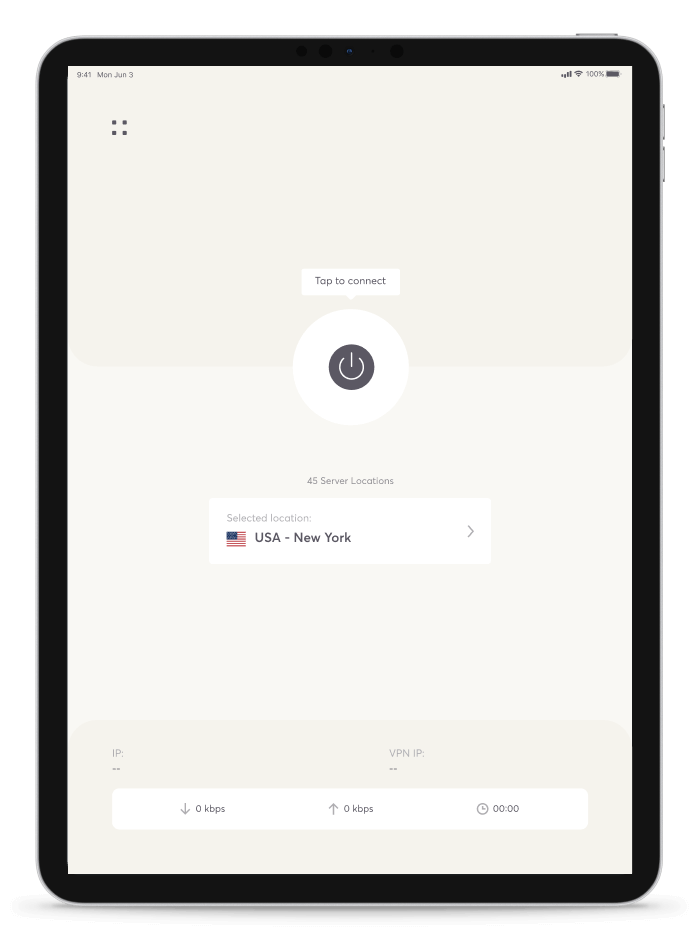 9:41 Mon Jun 3 100%
Tap to connect
45 Server Locations
Selected location:
USA - New York
IP: VPN IP:
-- --
0 kbps 0 kbps 00:00